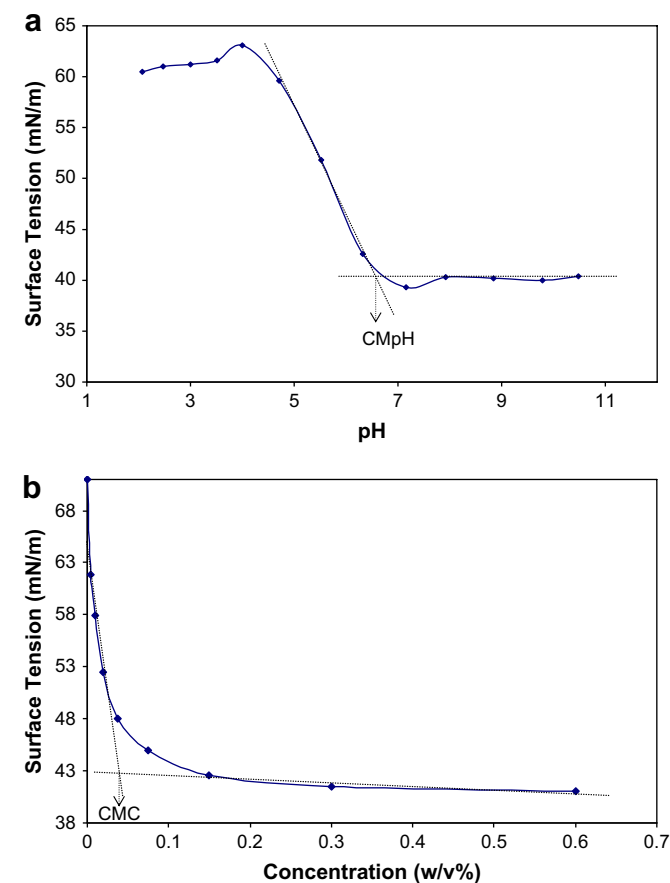 a
65
60
55
50
45
40
35
30
Surface Tension (mN/m)
CMpH
1 3 5 7 9 11
pH
b
68
63
58
53
48
43
38
Surface Tension (mN/m)
CMC
0 0.1 0.2 0.3 0.4 0.5 0.6 0.7
Concentration (w/v%)